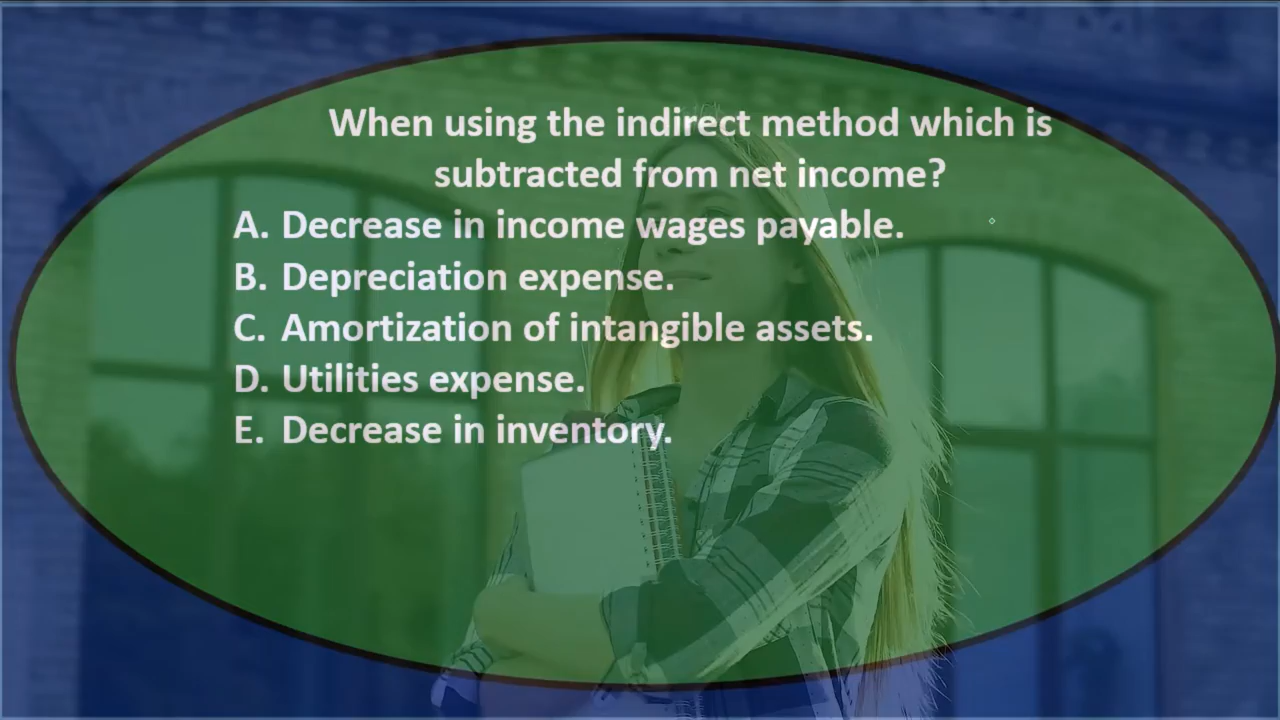 When using the indirect method which is
subtracted from net income?
A. Decrease in income wages payable.
B. Depreciation expense.
C. Amortization of intangible assets.
D. Utilities expense.
E. Decrease in inventory.